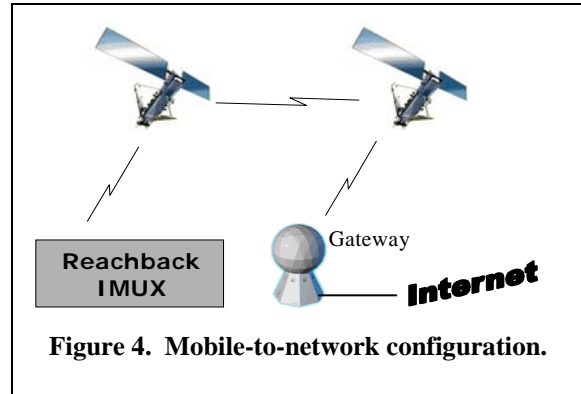 Gateway
Reachback
IMUX
Internet
Figure 4.  Mobile-to-network configuration.